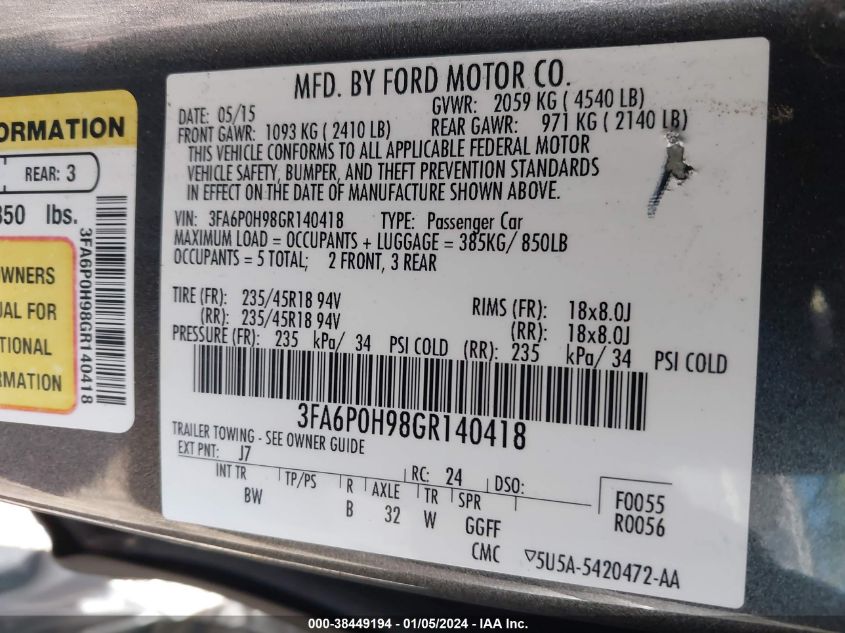 ORMATION
REAR: 3
850 lbs.
3FA6P0H98GR140418
OWNERS
UAL FOR
TIONAL
RMATION
MFD. BY FORD MOTOR CO.
DATE: 05/15 GVWR: 2059 KG ( 4540 LB)
FRONT GAWR: 1093 KG ( 2410 LB) REAR GAWR: 971 KG ( 2140 LB)
THIS VEHICLE CONFORMS TO ALL APPLICABLE FEDERAL MOTOR
VEHICLE SAFETY, BUMPER, AND THEFT PREVENTION STANDARDS
IN EFFECT ON THE DATE OF MANUFACTURE SHOWN ABOVE.
VIN: 3FA6P0H98GR140418 TYPE: Passenger Car
MAXIMUM LOAD = OCCUPANTS + LUGGAGE = 385KG/ 850LB
OCCUPANTS = 5 TOTAL; 2 FRONT, 3 REAR
TIRE (FR): 235/45R18 94V RIMS (FR): 18x8.0J
(RR): 235/45R18 94V (RR): 18x8.0J
PRESSURE (FR): 235 kPa/ 34 PSI COLD (RR): 235 kPa/ 34 PSI COLD
3FA6P0H98GR140418
TRAILER TOWING - SEE OWNER GUIDE
EXT PNT: J7 RC: 24 DSO:
INT TR TP/PS R AXLE TR SPR F0055
BW B 32 W GGFF R0056
CMC ▽5U5A-5420472-AA
000-38449194 - 01/05/2024 - IAA Inc.